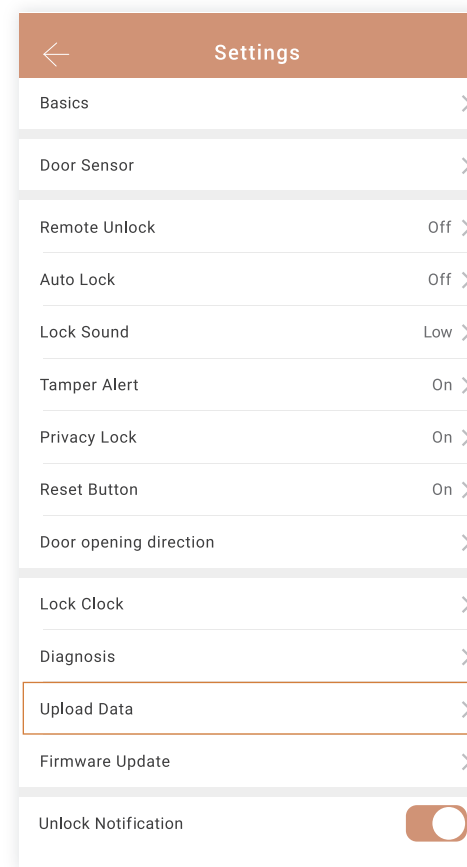 Settings
Basics
Door Sensor
Remote Unlock Off
Auto Lock Off
Lock Sound Low
Tamper Alert On
Privacy Lock On
Reset Button On
Door opening direction
Lock Clock
Diagnosis
Upload Data
Firmware Update
Unlock Notification